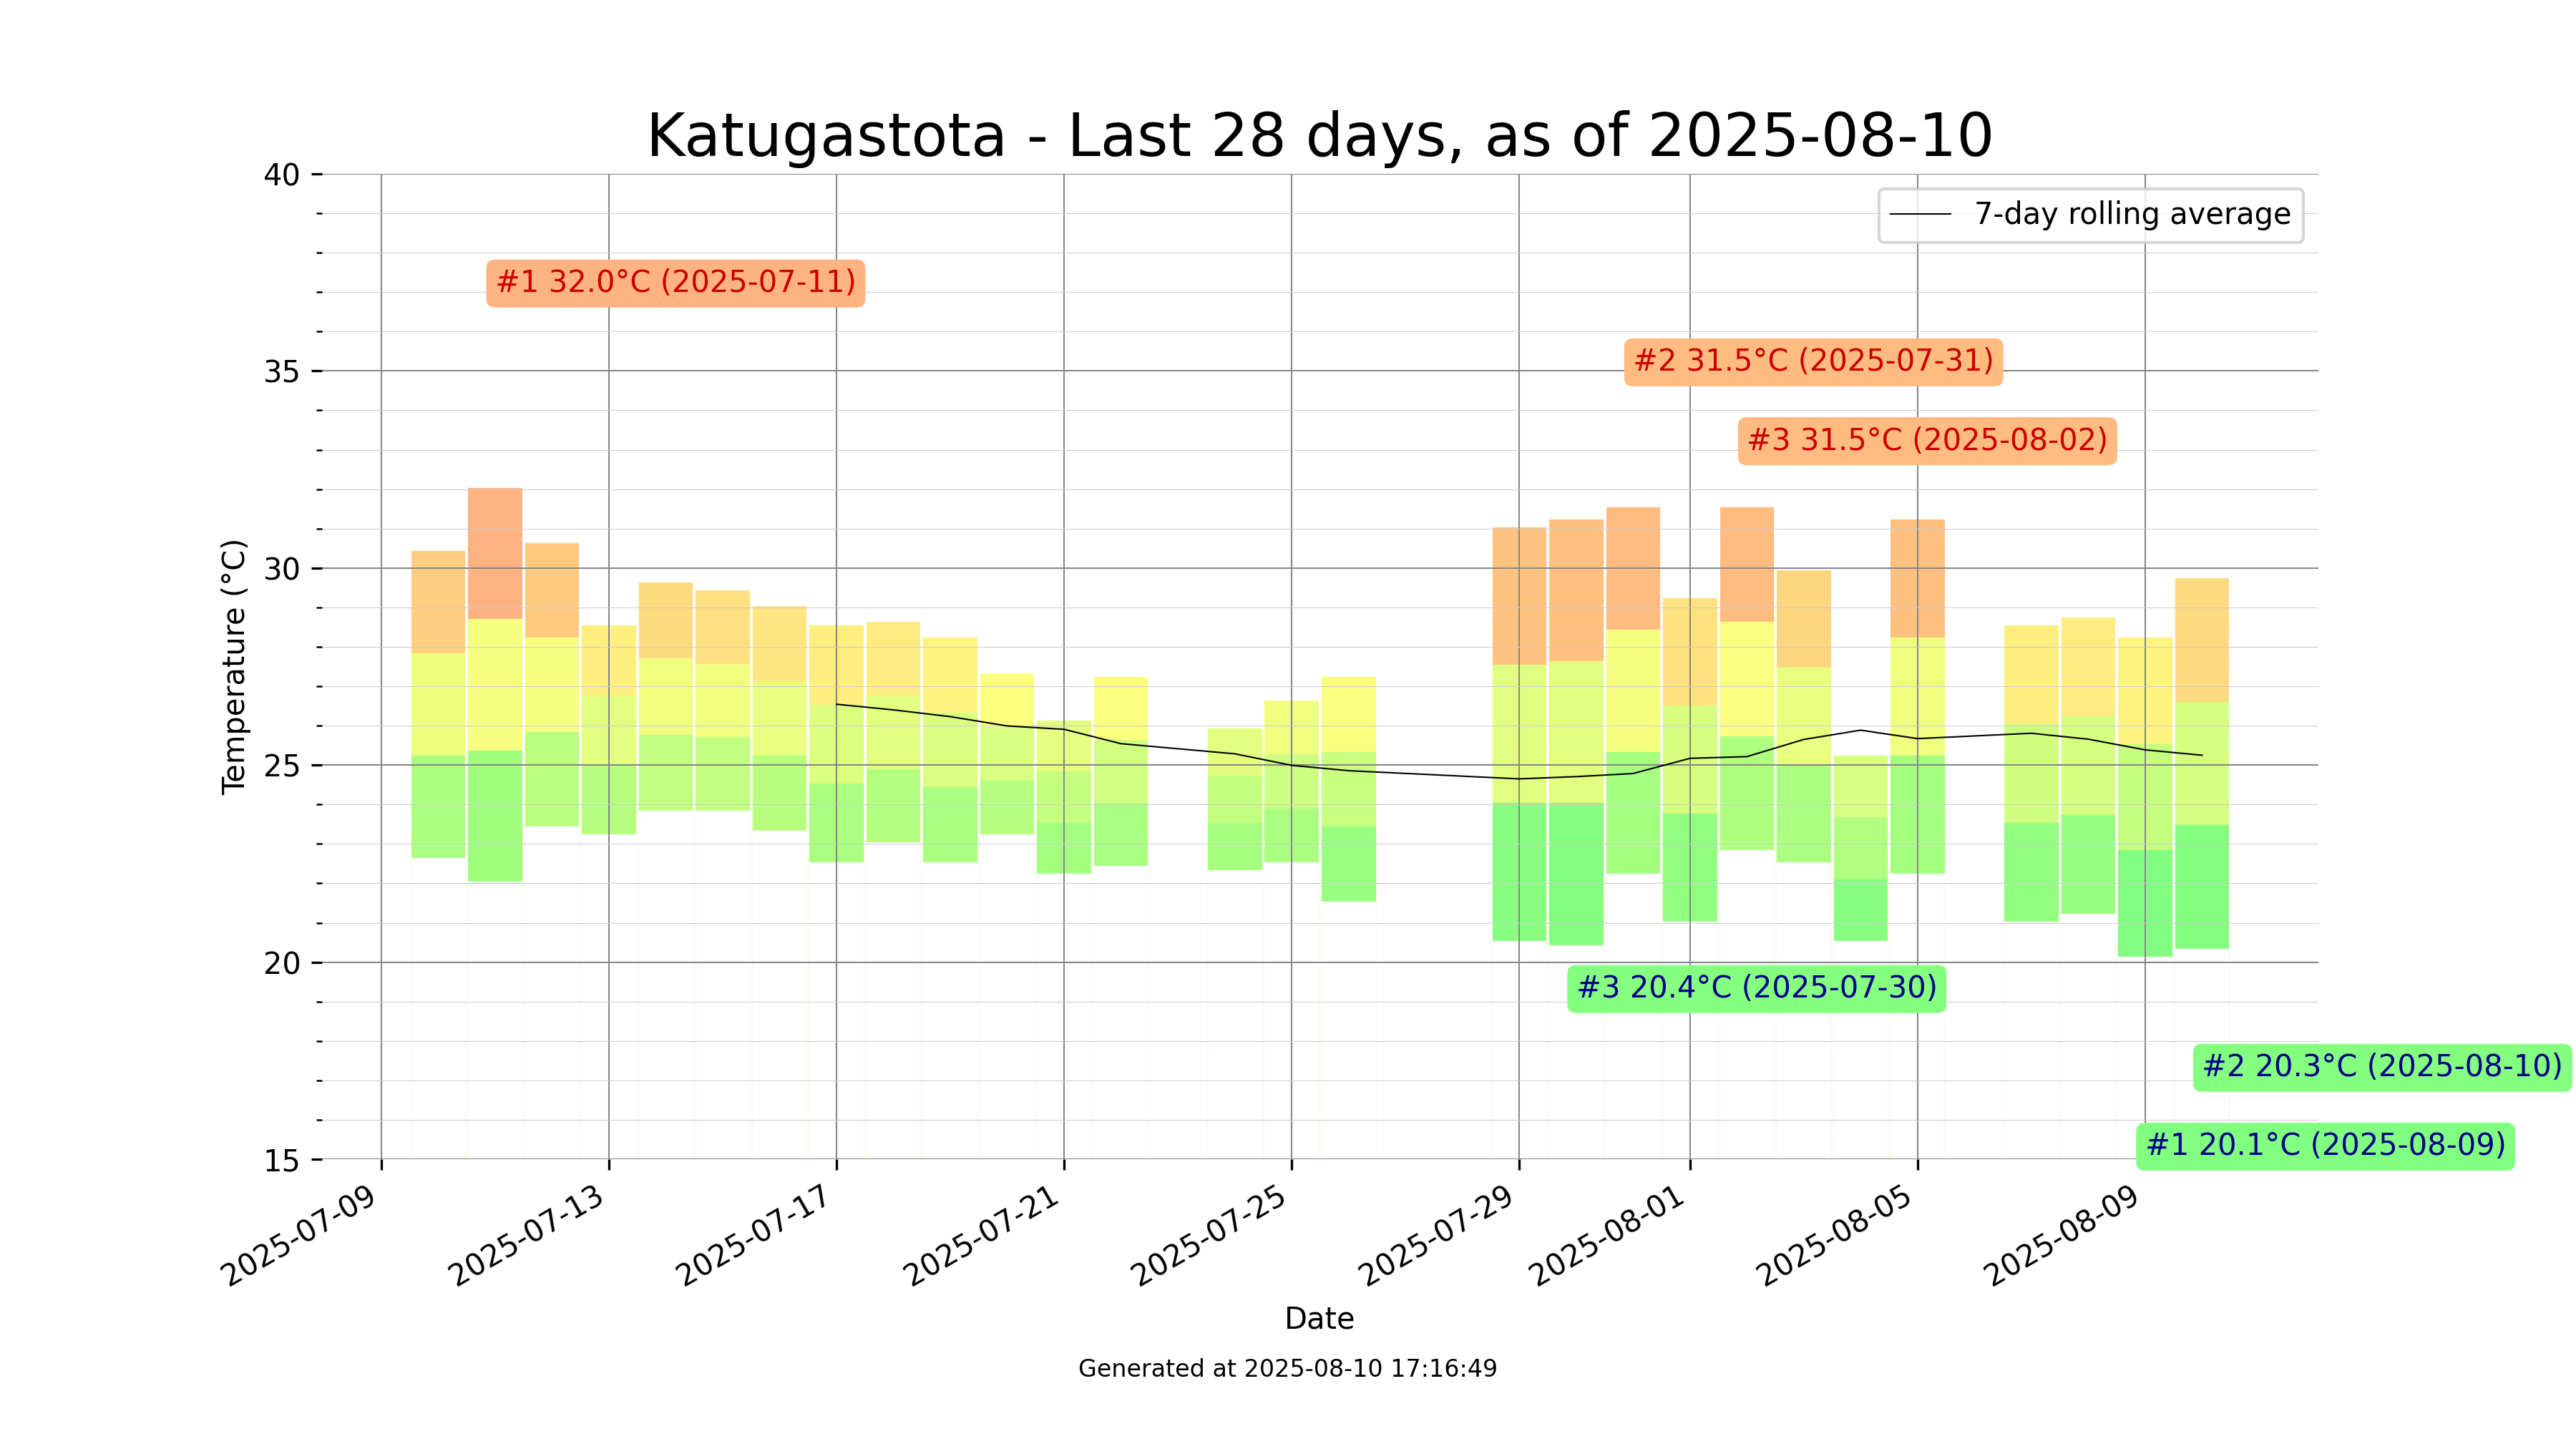 Katugastota - Last 28 days, as of 2025-08-10
7-day rolling average
#1 32.0°C (2025-07-11)
#2 31.5°C (2025-07-31)
#3 31.5°C (2025-08-02)
#3 20.4°C (2025-07-30)
#2 20.3°C (2025-08-10)
#1 20.1°C (2025-08-09)
Temperature (°C)
40
35
30
25
20
15
2025-07-09
2025-07-13
2025-07-17
2025-07-21
2025-07-25
2025-07-29
2025-08-01
2025-08-05
2025-08-09
Date
Generated at 2025-08-10 17:16:49